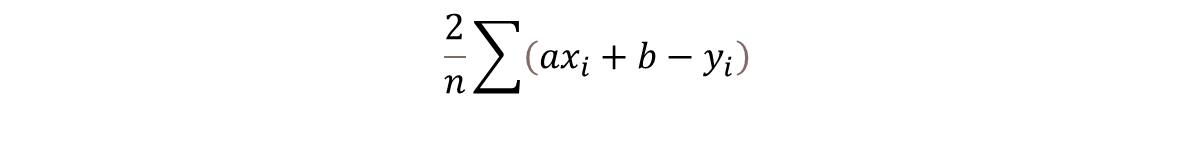 2/n ∑(axᵢ + b − yᵢ)